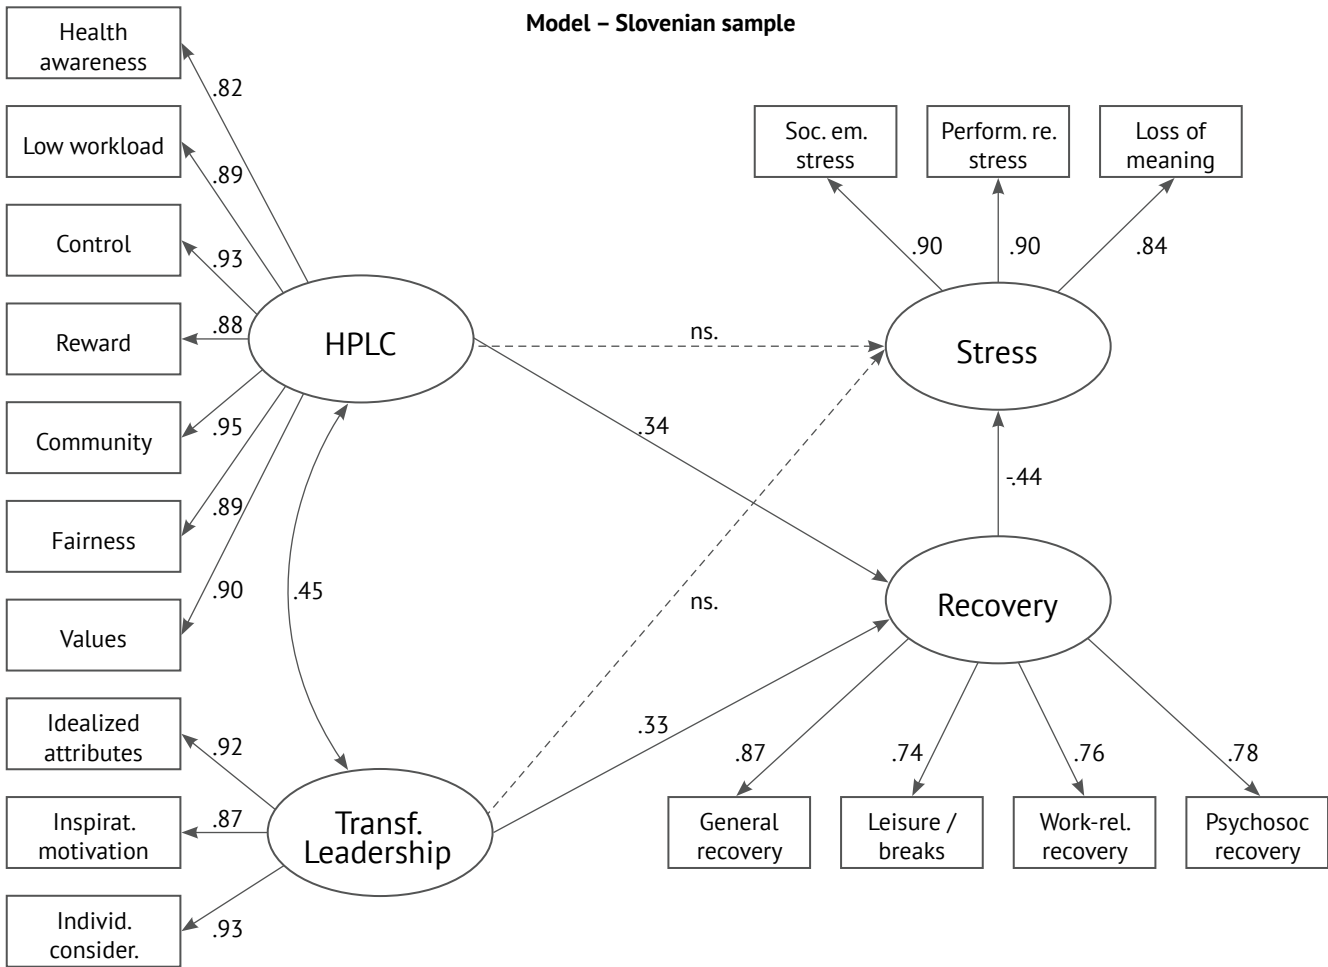 Model – Slovenian sample
Health
awareness
.82
Low workload
.89
Control
.93
Reward
.88
Community
.95
Fairness
.89
Values
.90
HPLC
.45
Idealized
attributes
.92
Inspirat.
motivation
.87
Individ.
consider.
.93
Transf.
Leadership
ns.
.34
ns.
.33
Soc. em.
stress
Perform. re.
stress
Loss of
meaning
.90
.90
.84
Stress
-.44
Recovery
.87
.74
.76
.78
General
recovery
Leisure /
breaks
Work-rel.
recovery
Psychosoc
recovery